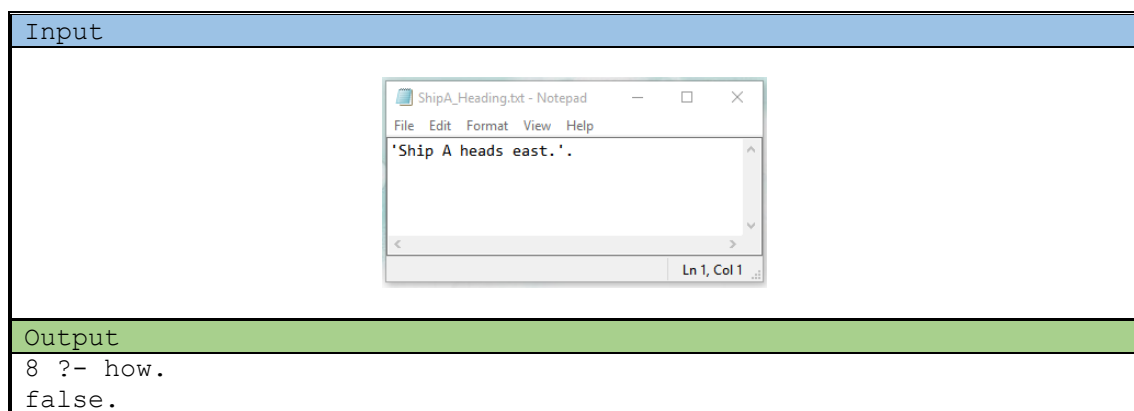 Input
ShipA_Heading.txt - Notepad
File Edit Format View Help
'Ship A heads east.'.
Ln 1, Col 1
Output
8 ?- how.
false.